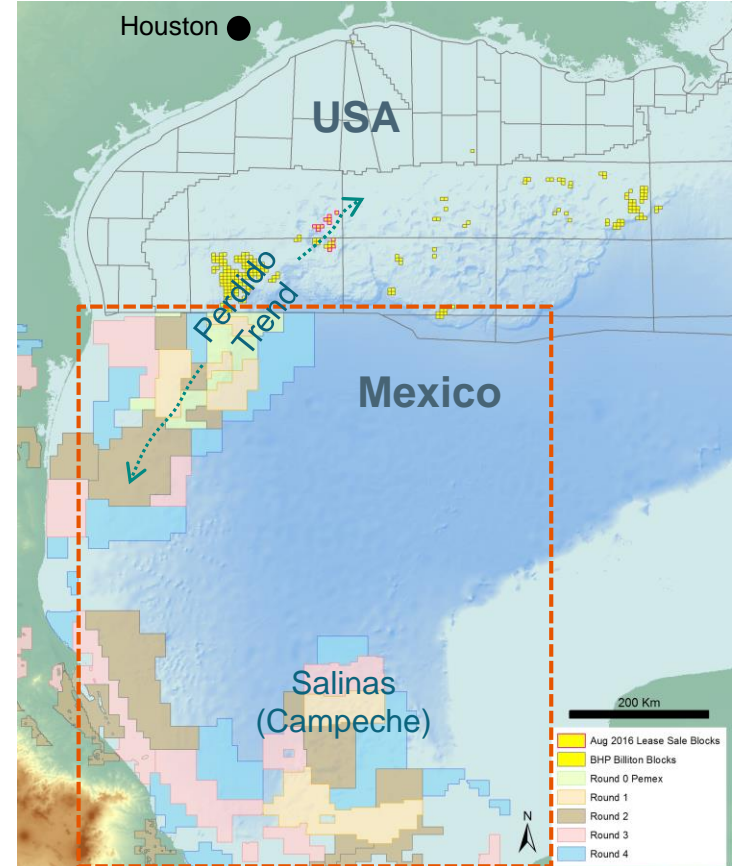 Houston
USA
Perdido
Trend
Mexico
Salinas
(Campeche)
200 Km
Aug 2016 Lease Sale Blocks
BHP Billiton Blocks
Round 0 Pemex
Round 1
Round 2
Round 3
Round 4
N